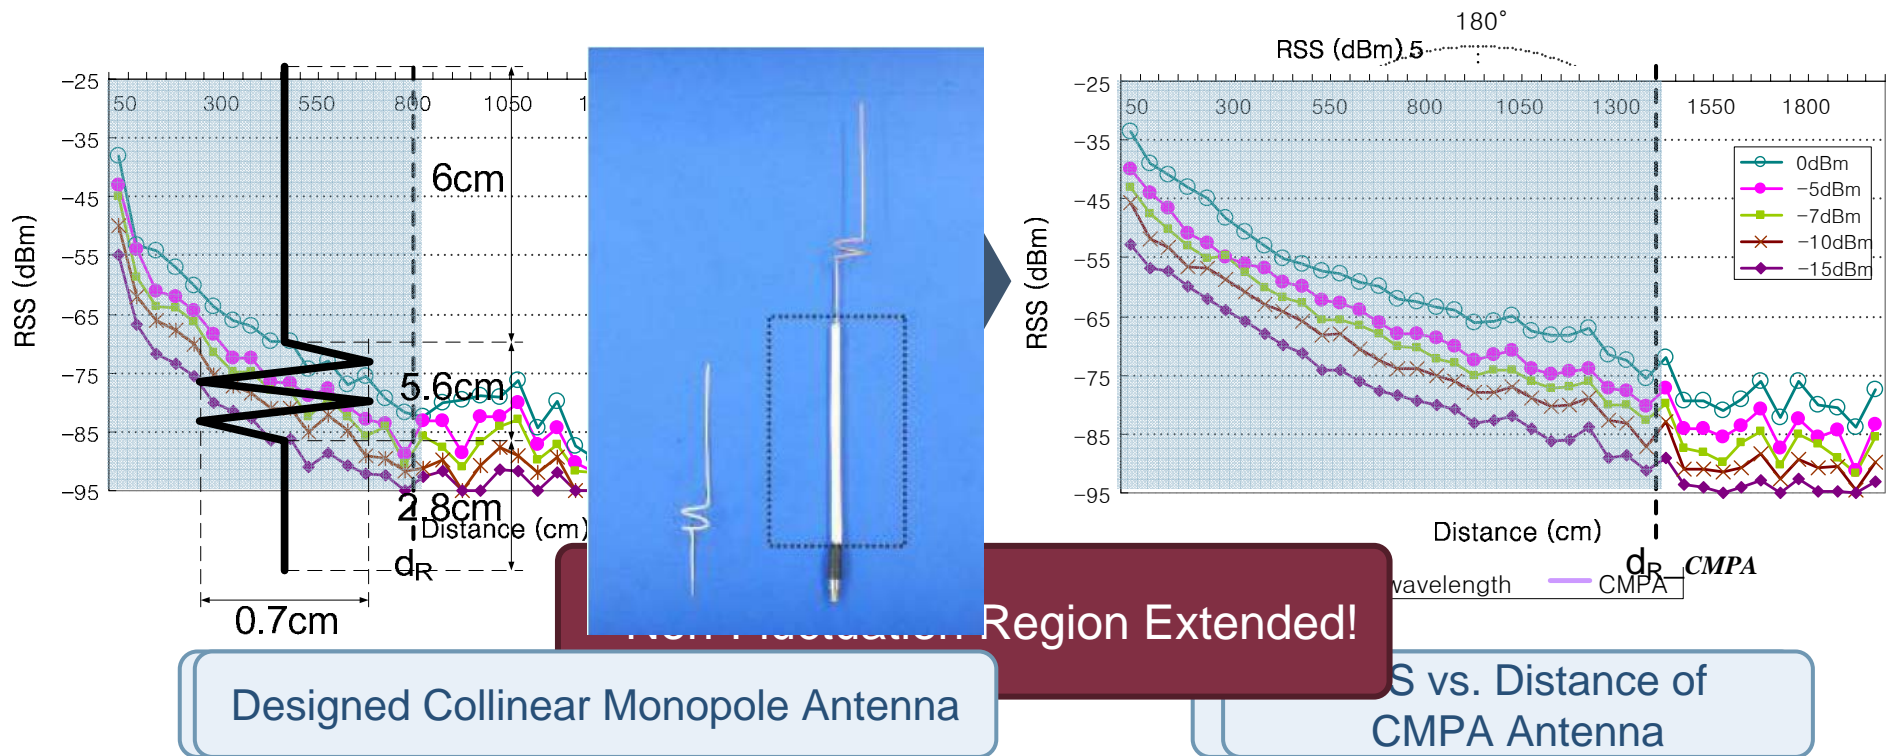 180°
RSS (dBm) 5
−25
−35
−45
−55
−65
−75
−85
−95
50 300 550 800 1050
RSS (dBm)
6cm
5.6cm
2.8cm
0.7cm
Distance (cm)
dR
−25
−35
−45
−55
−65
−75
−85
−95
50 300 550 800 1050 1300 1550 1800
RSS (dBm)
0dBm
−5dBm
−7dBm
−10dBm
−15dBm
Distance (cm)
dR_CMPA
wavelength CMPA
Region Extended!
Designed Collinear Monopole Antenna
S vs. Distance of
CMPA Antenna